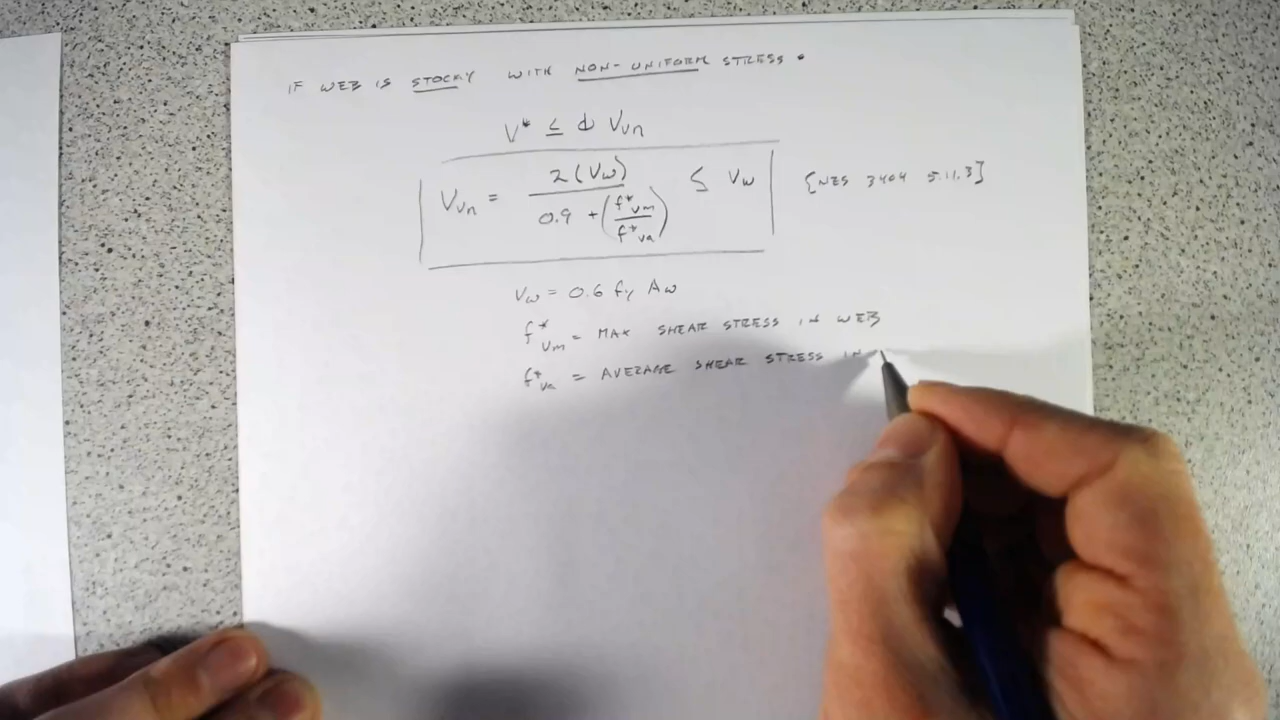 IF WEB IS STOCKY WITH NON-UNIFORM STRESS •
V* ≤ φ Vvn
Vvn = 2(Vw) / (0.9 + (f*vm / f*va)) ≤ Vw [NZS 3404 5.11.3]
Vw = 0.6 fy Aw
f*vm = MAX SHEAR STRESS IN WEB
f*va = AVERAGE SHEAR STRESS IN